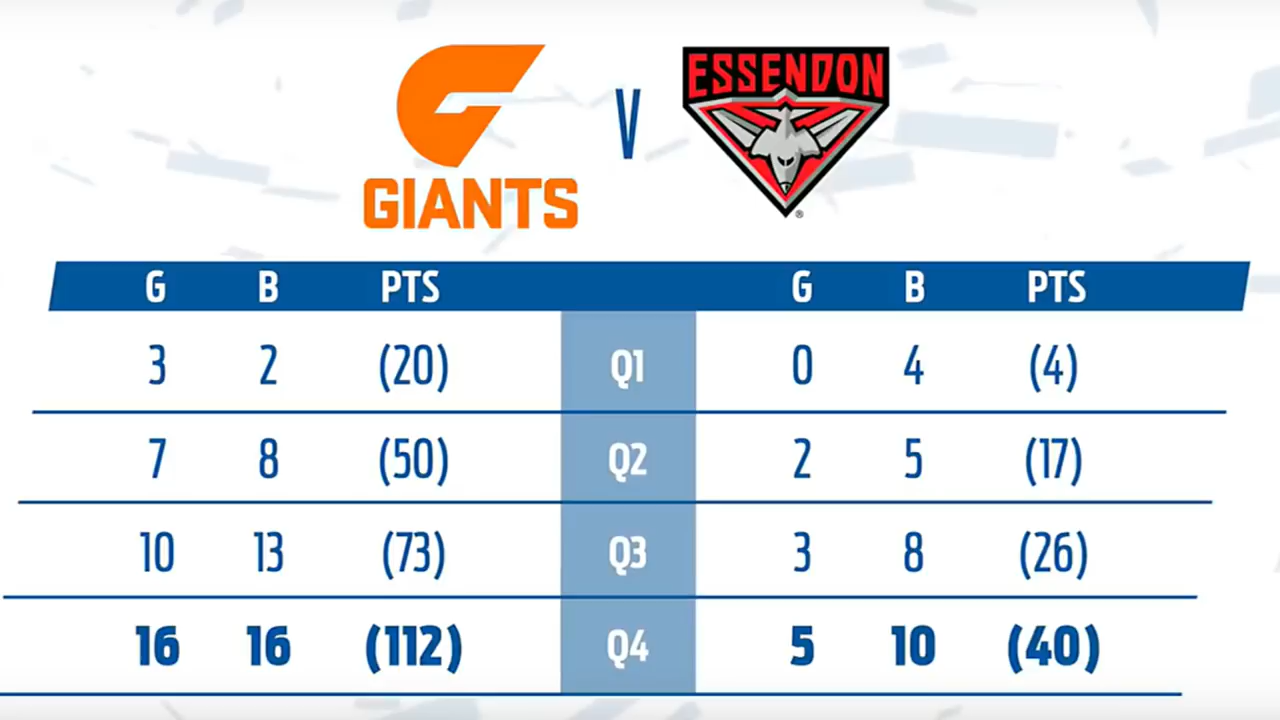 GIANTS V ESSENDON®
G B PTS G B PTS
3 2 (20) Q1 0 4 (4)
7 8 (50) Q2 2 5 (17)
10 13 (73) Q3 3 8 (26)
16 16 (112) Q4 5 10 (40)